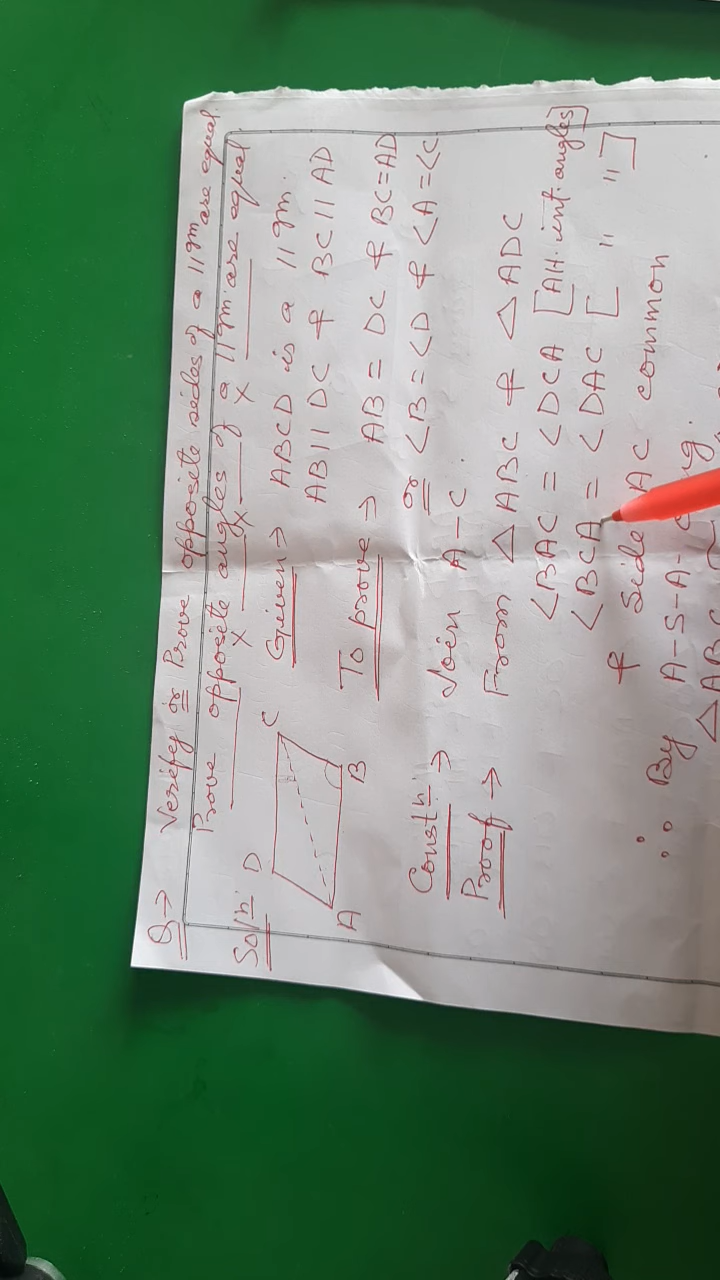 Q→ Verify or Prove opposite sides of a ||gm are equal.
Prove opposite angles of a ||gm are equal.
x x x
Sol^n. Given → ABCD is a ||gm.
AB || DC & BC || AD
D C
A B
To prove → AB = DC & BC = AD
or <B = <D & <A = <C
Const^n → Join A-C.
Proof → From △ABC & △ADC
<BAC = <DCA [Alt. int. angles]
<BCA = <DAC [ " " ]
& Side AC common
∴ By A-S-A-
△ABC